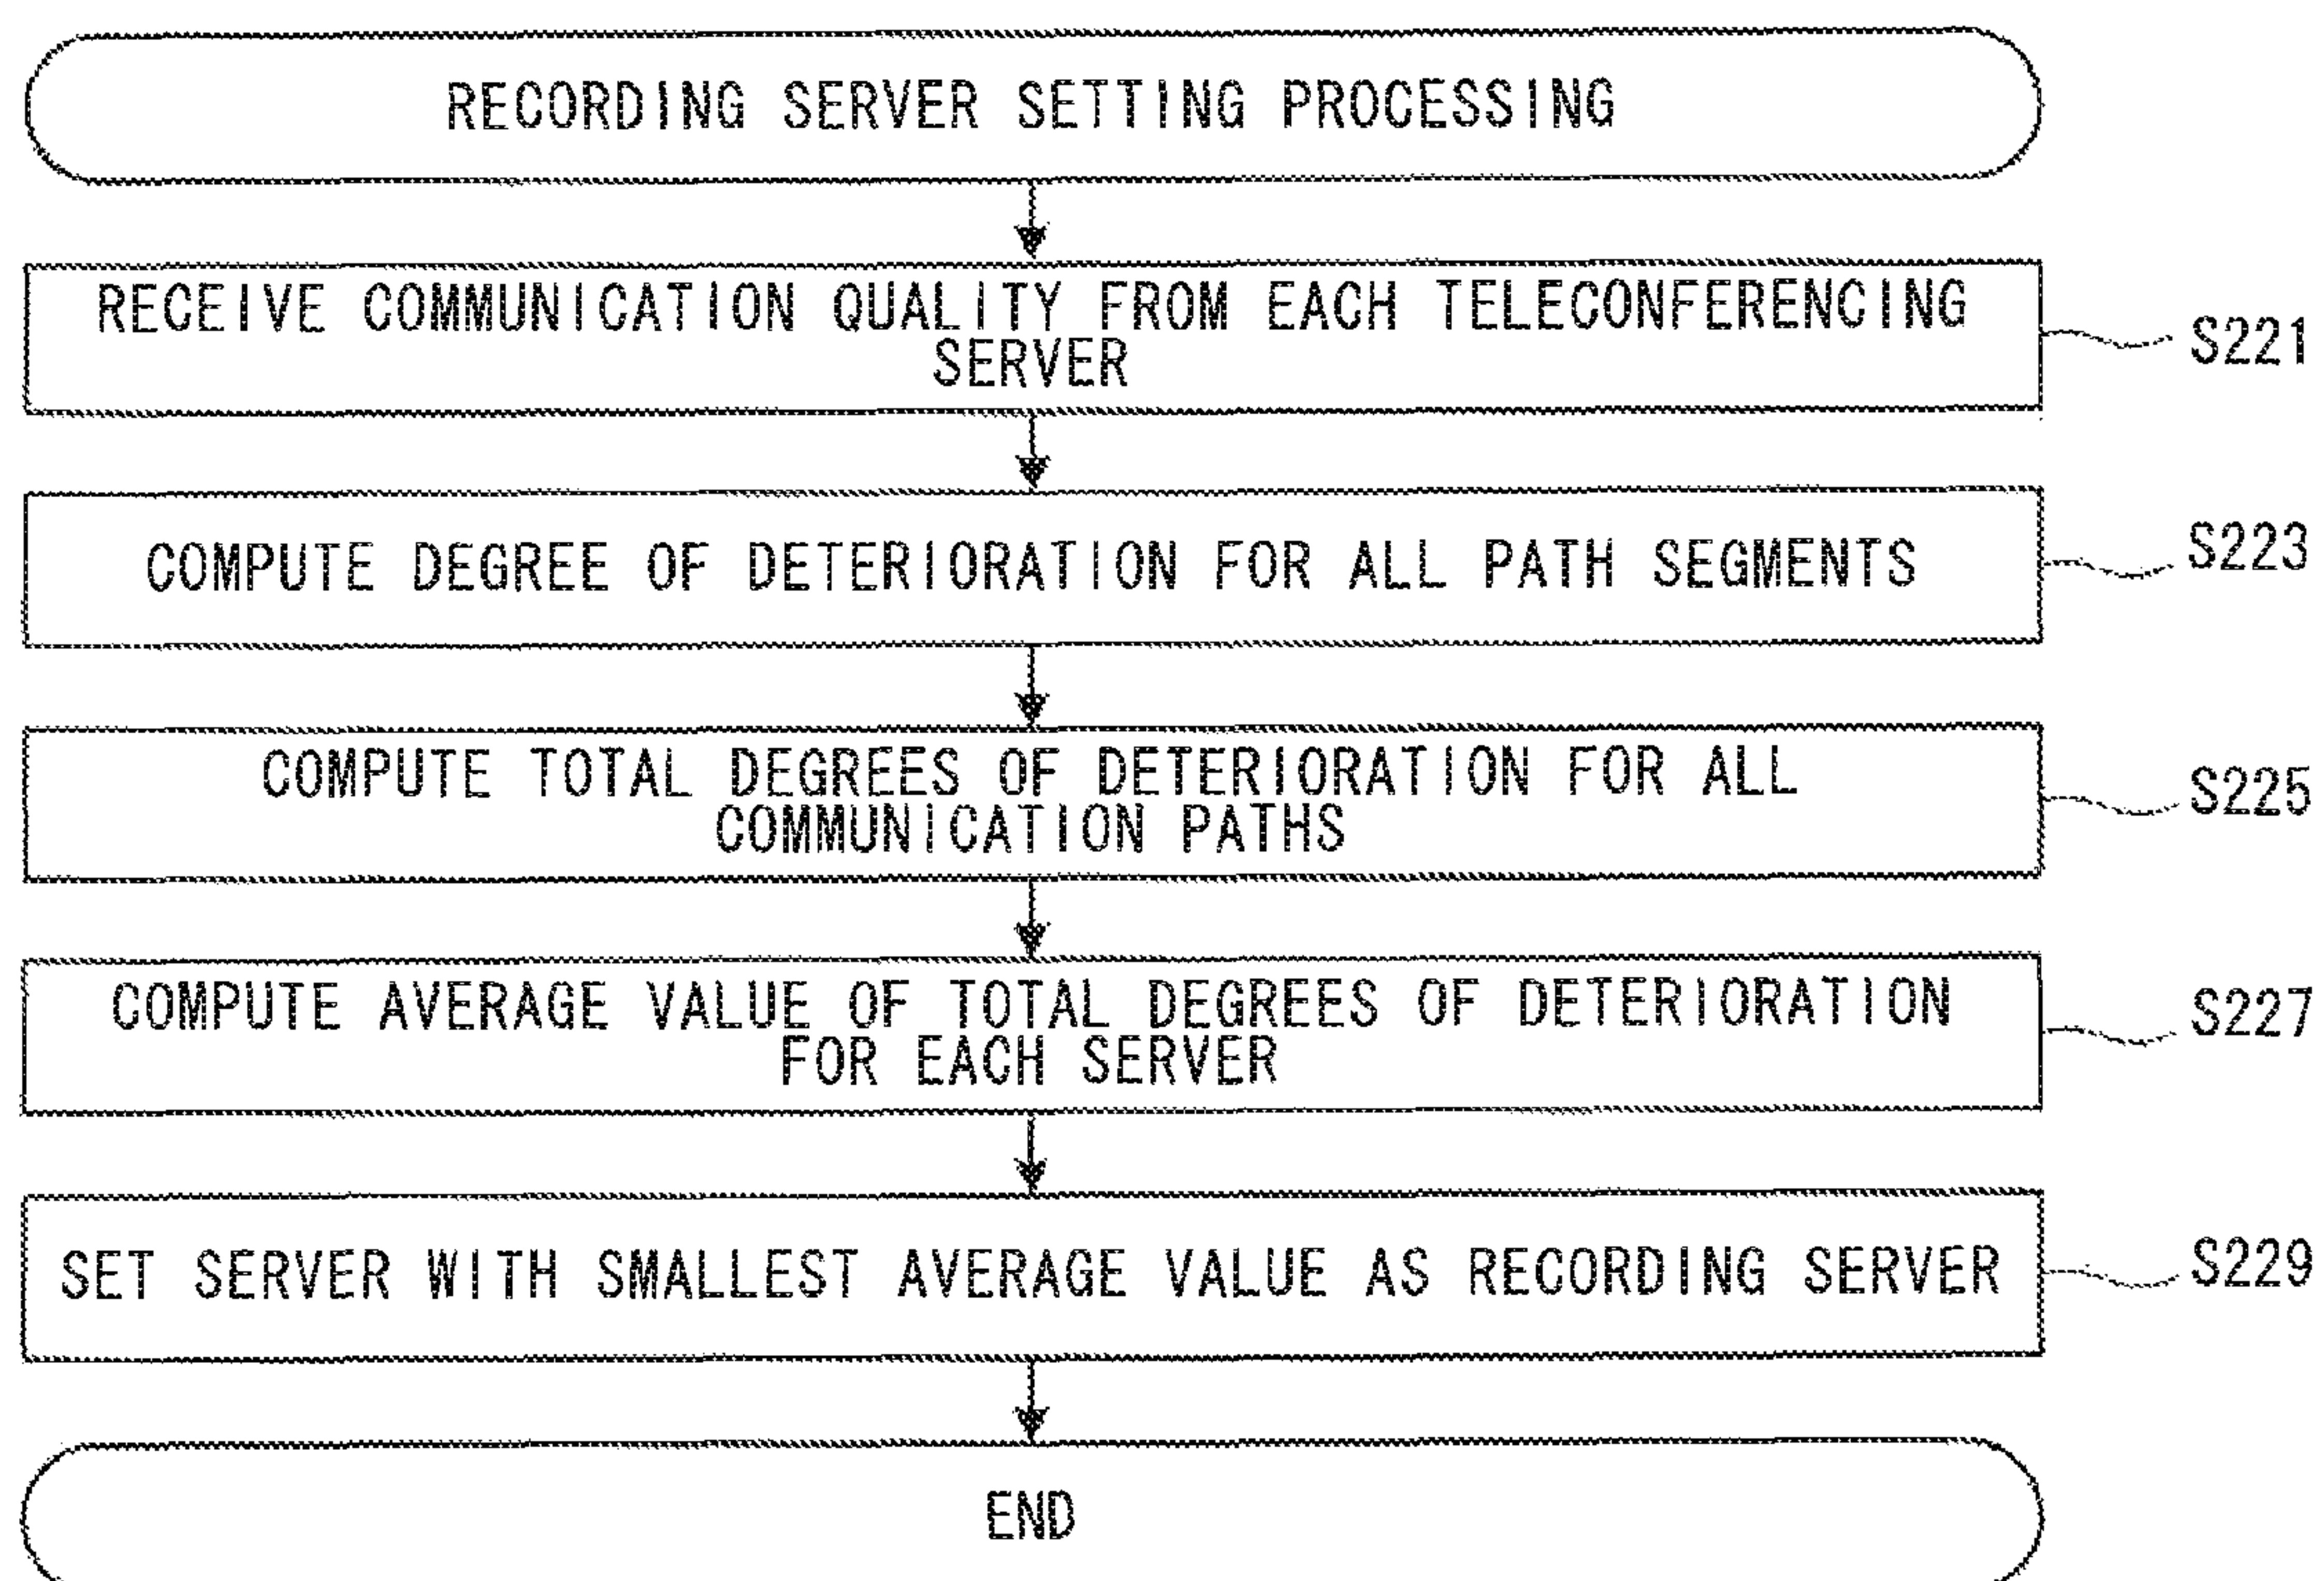 RECORDING SERVER SETTING PROCESSING
RECEIVE COMMUNICATION QUALITY FROM EACH TELECONFERENCING
SERVER
S221
COMPUTE DEGREE OF DETERIORATION FOR ALL PATH SEGMENTS
S223
COMPUTE TOTAL DEGREES OF DETERIORATION FOR ALL
COMMUNICATION PATHS
S225
COMPUTE AVERAGE VALUE OF TOTAL DEGREES OF DETERIORATION
FOR EACH SERVER
S227
SET SERVER WITH SMALLEST AVERAGE VALUE AS RECORDING SERVER
S229
END